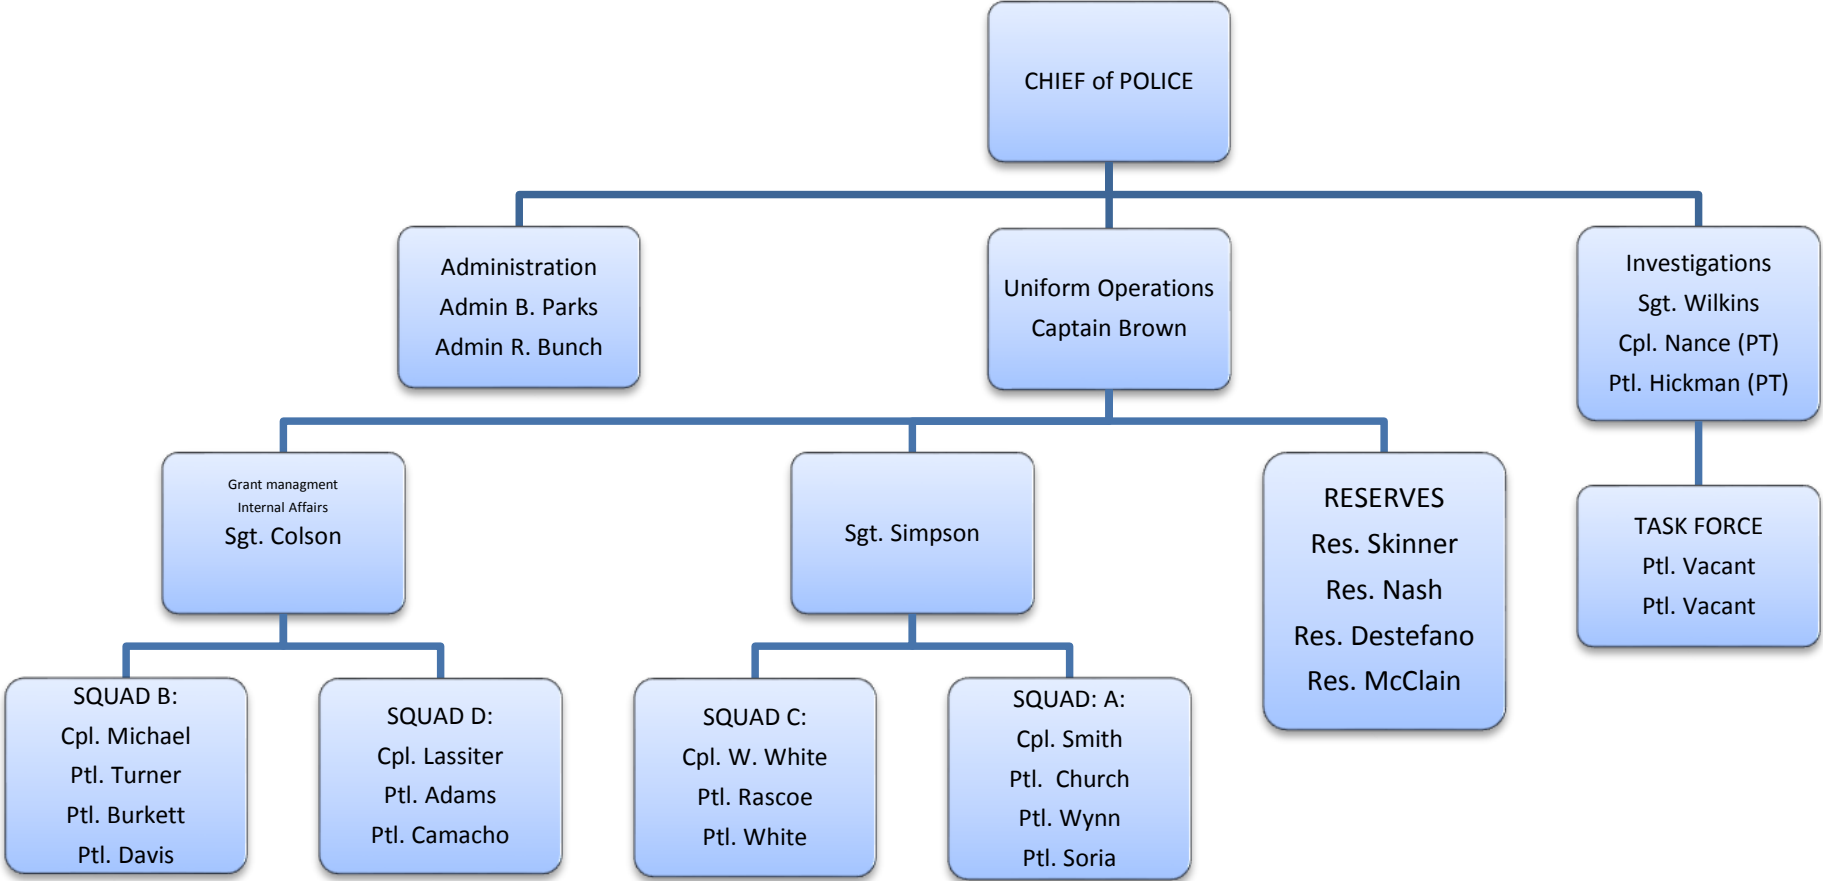 CHIEF of POLICE
Administration
Admin B. Parks
Admin R. Bunch
Uniform Operations
Captain Brown
Investigations
Sgt. Wilkins
Cpl. Nance (PT)
Ptl. Hickman (PT)
Grant managment
Internal Affairs
Sgt. Colson
Sgt. Simpson
RESERVES
Res. Skinner
Res. Nash
Res. Destefano
Res. McClain
TASK FORCE
Ptl. Vacant
Ptl. Vacant
SQUAD B:
Cpl. Michael
Ptl. Turner
Ptl. Burkett
Ptl. Davis
SQUAD D:
Cpl. Lassiter
Ptl. Adams
Ptl. Camacho
SQUAD C:
Cpl. W. White
Ptl. Rascoe
Ptl. White
SQUAD: A:
Cpl. Smith
Ptl.  Church
Ptl. Wynn
Ptl. Soria